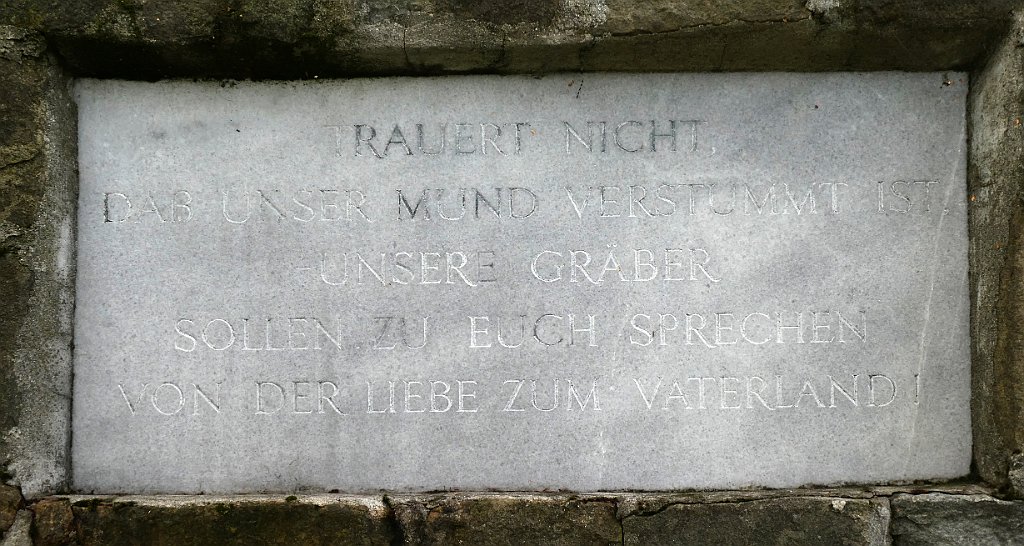 TRAUERT NICHT,
DAß UNSER MUND VERSTUMMT IST.
UNSERE GRÄBER
SOLLEN ZU EUCH SPRECHEN
VON DER LIEBE ZUM VATERLAND!